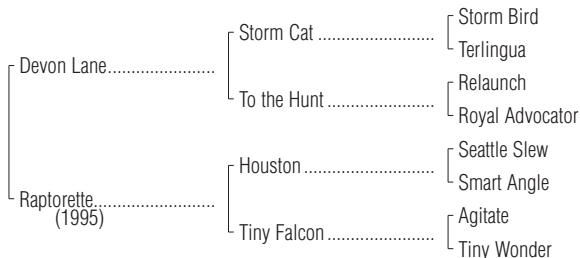 Storm Bird
Storm Cat ........................
Terlingua
Devon Lane......................
Relaunch
To the Hunt ......................
Royal Advocator
Seattle Slew
Houston ...........................
Smart Angle
Raptorette.........................
(1995)
Agitate
Tiny Falcon ......................
Tiny Wonder